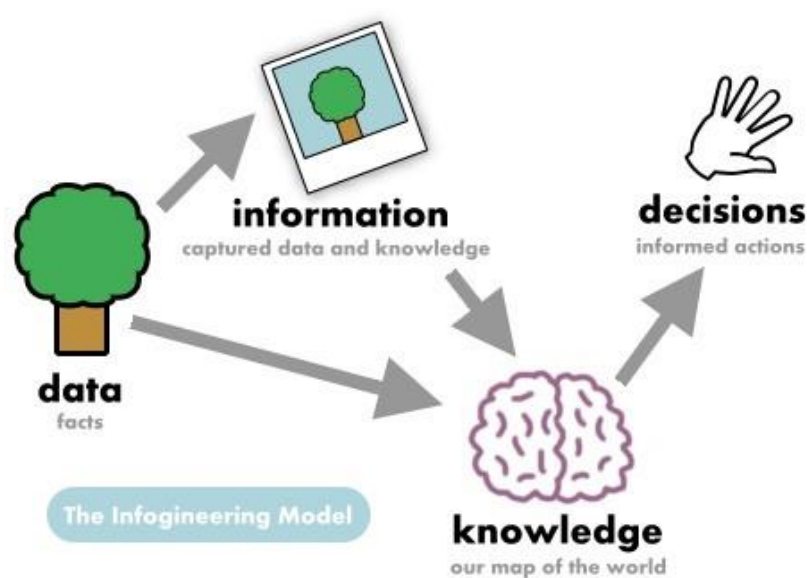 information
captured data and knowledge
decisions
informed actions
data
facts
The Infogineering Model
knowledge
our map of the world